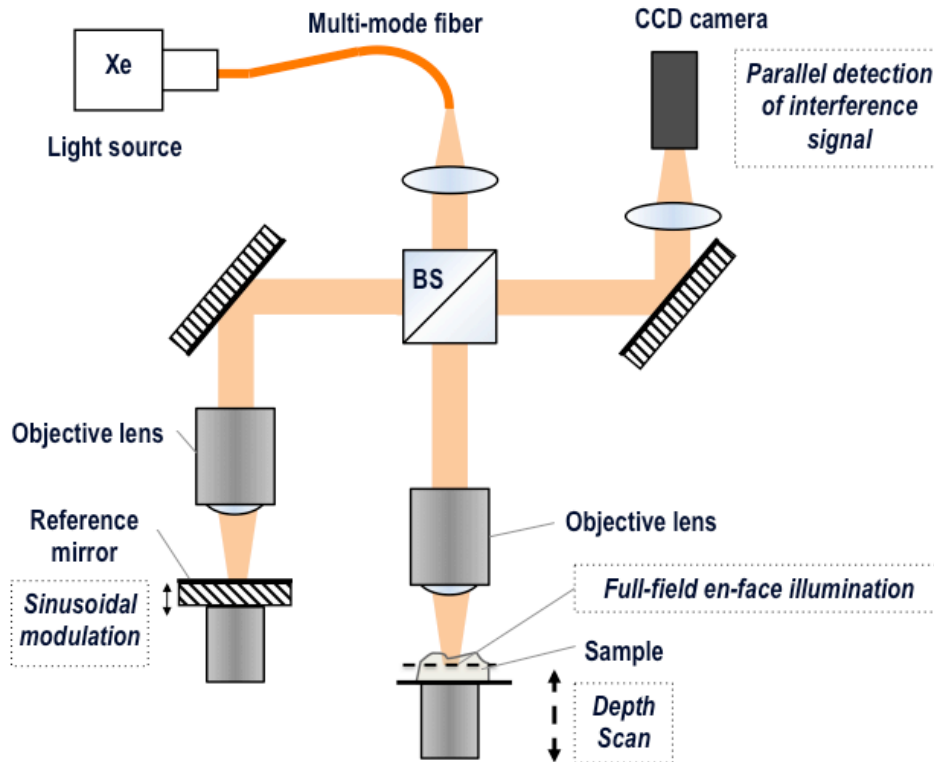 Multi-mode fiber
CCD camera
Xe
Parallel detection
of interference
signal
Light source
BS
Objective lens
Reference
mirror
Objective lens
Sinusoidal
modulation
Full-field en-face illumination
Sample
Depth
Scan